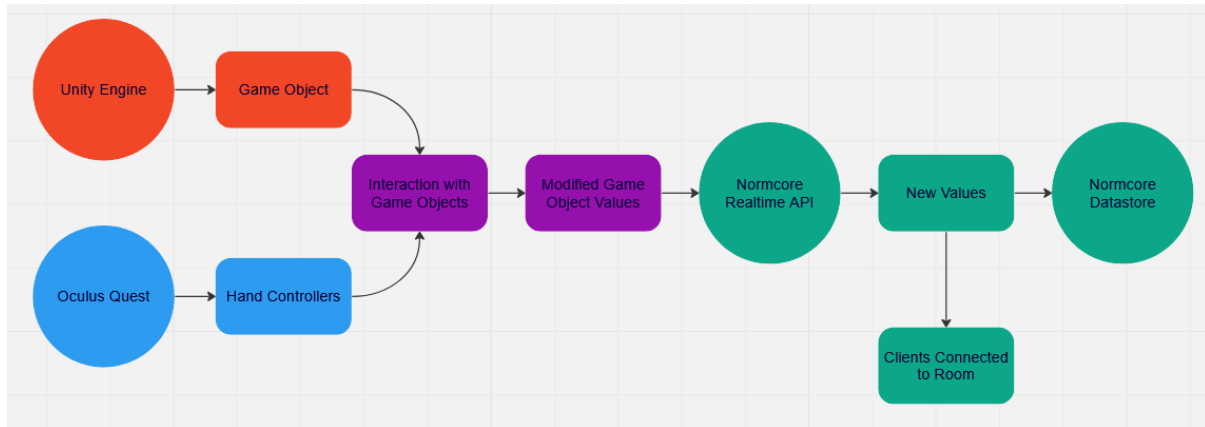 Unity Engine
Game Object
Interaction with
Game Objects
Modified Game
Object Values
Normcore
Realtime API
New Values
Normcore
Datastore
Oculus Quest
Hand Controllers
Clients Connected
to Room